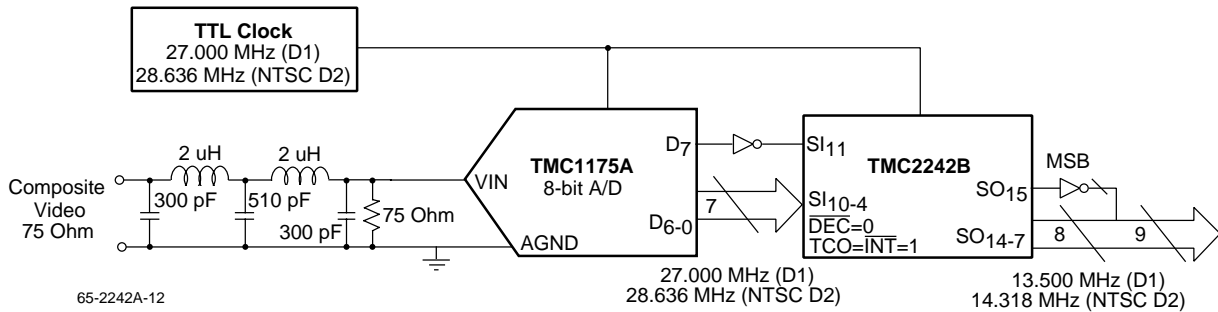 TTL Clock
27.000 MHz (D1)
28.636 MHz (NTSC D2)
2 uH
2 uH
Composite
Video
75 Ohm
300 pF
510 pF
300 pF
75 Ohm
VIN
AGND
TMC1175A
8-bit A/D
D7
D6-0
7
27.000 MHz (D1)
28.636 MHz (NTSC D2)
SI11
SI10-4
DEC=0
TCO=INT=1
TMC2242B
SO15
SO14-7
MSB
8
9
13.500 MHz (D1)
14.318 MHz (NTSC D2)
65-2242A-12